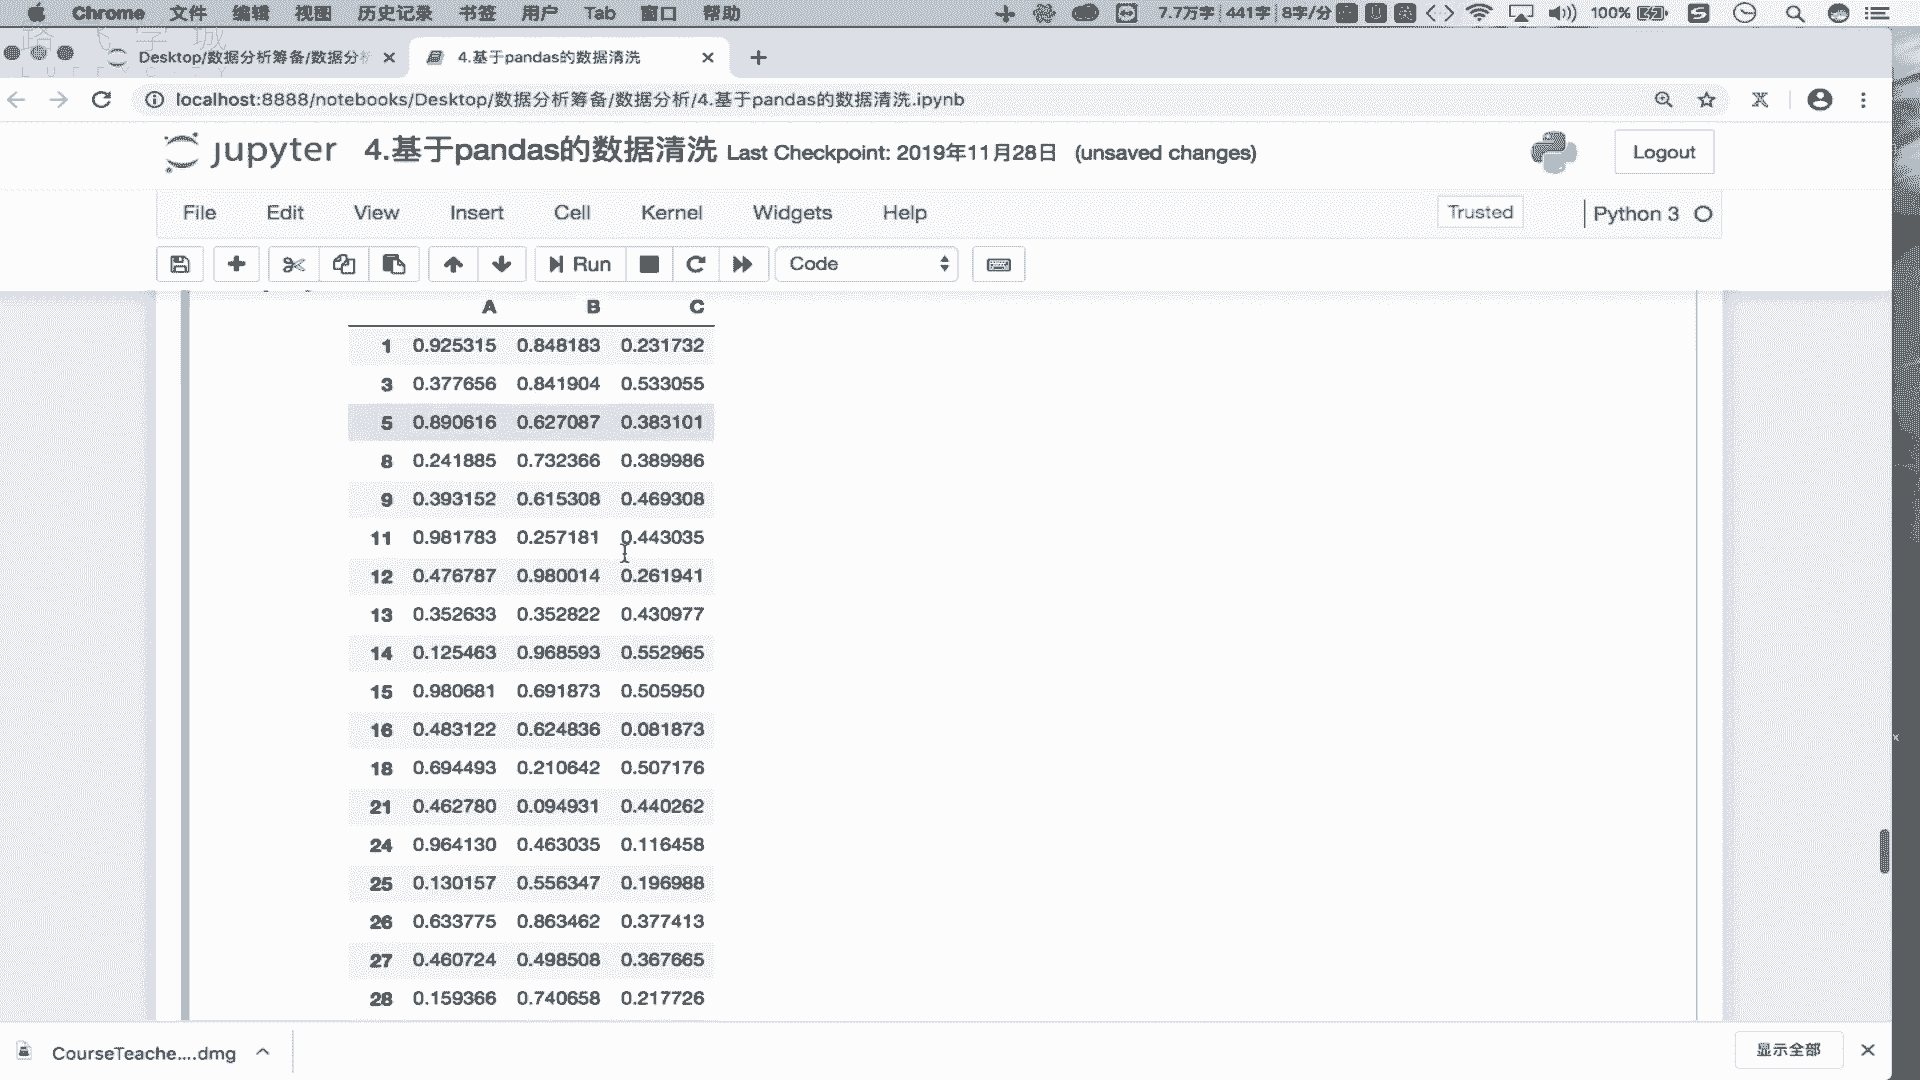 Chrome 文件 编辑 视图 历史记录 书签 用户 Tab 窗口 帮助 7.7万字 441字 8字/分 100%
Desktop/数据分析筹备/数据分 4.基于pandas的数据清洗
localhost:8888/notebooks/Desktop/数据分析筹备/数据分析/4.基于pandas的数据清洗.ipynb
jupyter 4.基于pandas的数据清洗 Last Checkpoint: 2019年11月28日 (unsaved changes) Logout
File Edit View Insert Cell Kernel Widgets Help Trusted Python 3
Run Code
A B C
1 0.925315 0.848183 0.231732
3 0.377656 0.841904 0.533055
5 0.890616 0.627087 0.383101
8 0.241885 0.732366 0.389986
9 0.393152 0.615308 0.469308
11 0.981783 0.257181 0.443035
12 0.476787 0.980014 0.261941
13 0.352633 0.352822 0.430977
14 0.125463 0.968593 0.552965
15 0.980681 0.691873 0.505950
16 0.483122 0.624836 0.081873
18 0.694493 0.210642 0.507176
21 0.462780 0.094931 0.440262
24 0.964130 0.463035 0.116458
25 0.130157 0.556347 0.196988
26 0.633775 0.863462 0.377413
27 0.460724 0.498508 0.367665
28 0.159366 0.740658 0.217726
CourseTeache....dmg 显示全部